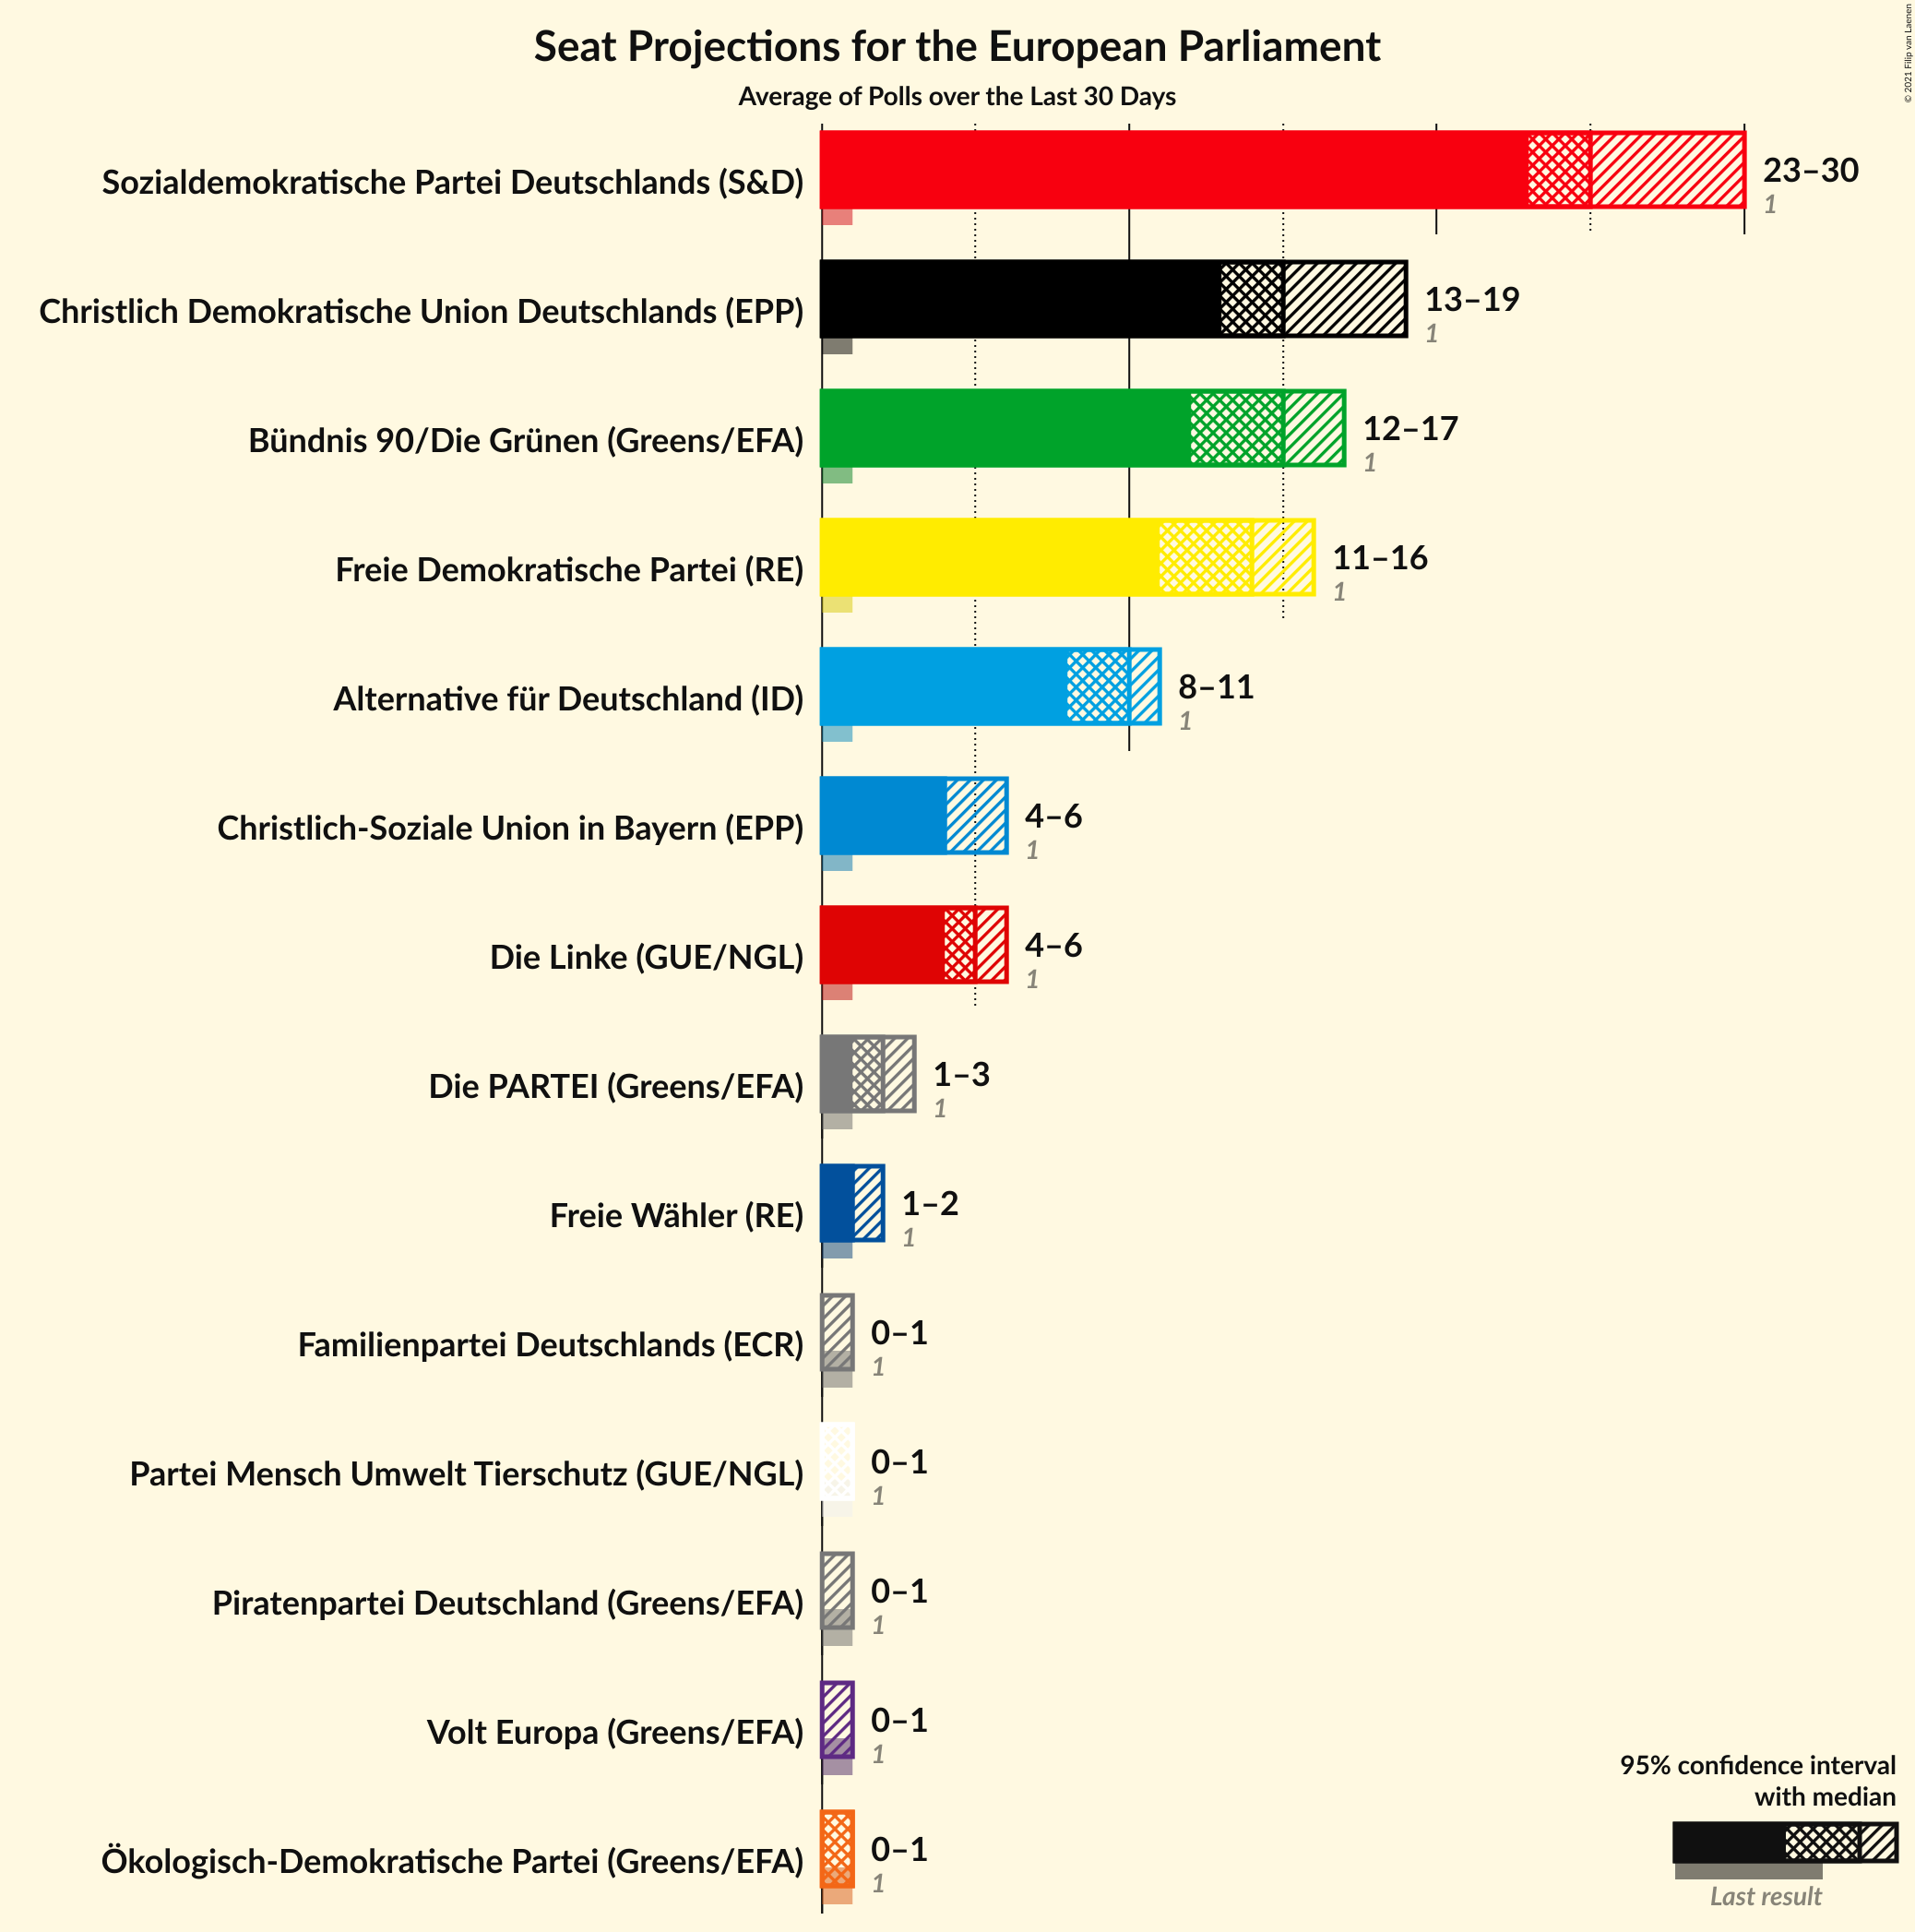 Seat Projections for the European Parliament
Average of Polls over the Last 30 Days
© 2021 Filip van Laenen
Sozialdemokratische Partei Deutschlands (S&D)
23–30
1
Christlich Demokratische Union Deutschlands (EPP)
13–19
1
Bündnis 90/Die Grünen (Greens/EFA)
12–17
1
Freie Demokratische Partei (RE)
11–16
1
Alternative für Deutschland (ID)
8–11
1
Christlich-Soziale Union in Bayern (EPP)
4–6
1
Die Linke (GUE/NGL)
4–6
1
Die PARTEI (Greens/EFA)
1–3
1
Freie Wähler (RE)
1–2
1
Familienpartei Deutschlands (ECR)
0–1
1
Partei Mensch Umwelt Tierschutz (GUE/NGL)
0–1
1
Piratenpartei Deutschland (Greens/EFA)
0–1
1
Volt Europa (Greens/EFA)
0–1
1
Ökologisch-Demokratische Partei (Greens/EFA)
0–1
1
95% confidence interval
with median
Last result